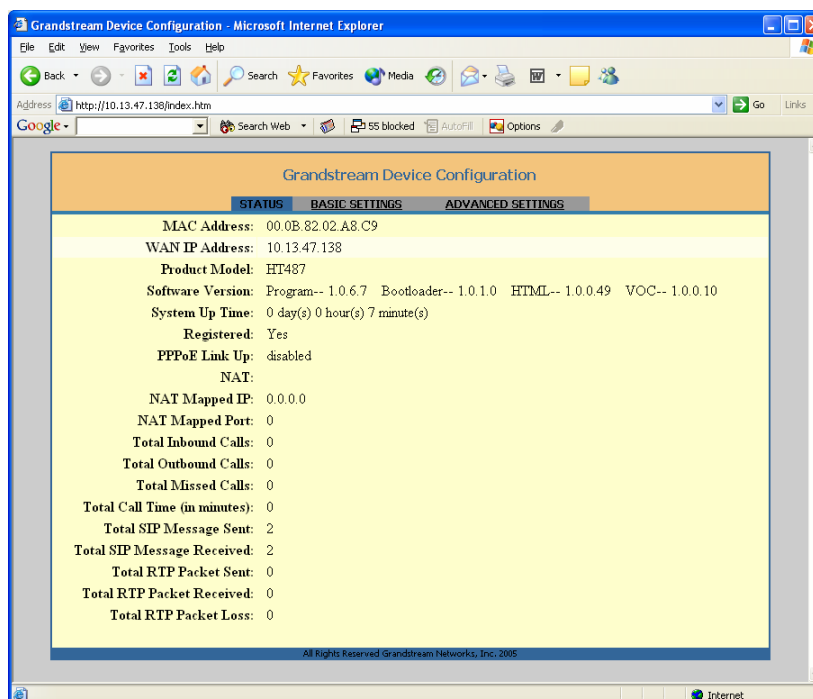 Grandstream Device Configuration - Microsoft Internet Explorer
File Edit View Favorites Tools Help
Back Search Favorites Media
Address http://10.13.47.138/index.htm Go Links
Google Search Web 55 blocked AutoFill Options
Grandstream Device Configuration
STATUS BASIC SETTINGS ADVANCED SETTINGS
MAC Address: 00.0B.82.02.A8.C9
WAN IP Address: 10.13.47.138
Product Model: HT487
Software Version: Program-- 1.0.6.7 Bootloader-- 1.0.1.0 HTML-- 1.0.0.49 VOC-- 1.0.0.10
System Up Time: 0 day(s) 0 hour(s) 7 minute(s)
Registered: Yes
PPPoE Link Up: disabled
NAT:
NAT Mapped IP: 0.0.0.0
NAT Mapped Port: 0
Total Inbound Calls: 0
Total Outbound Calls: 0
Total Missed Calls: 0
Total Call Time (in minutes): 0
Total SIP Message Sent: 2
Total SIP Message Received: 2
Total RTP Packet Sent: 0
Total RTP Packet Received: 0
Total RTP Packet Loss: 0
All Rights Reserved Grandstream Networks, Inc. 2005
Internet